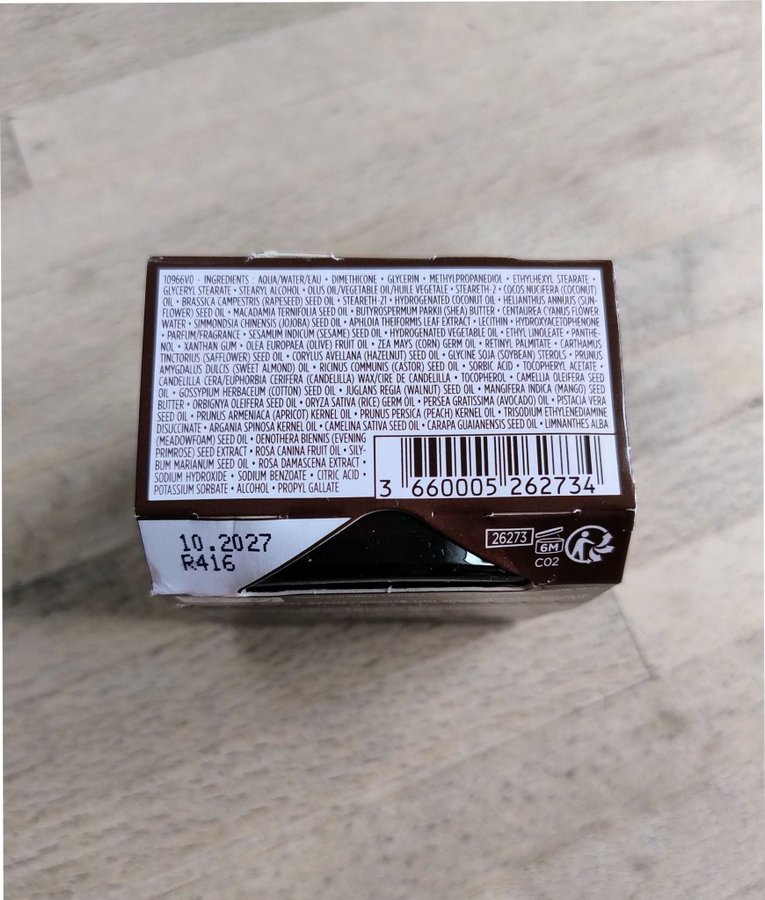 10966V0 - INGREDIENTS : AQUA/WATER/EAU • DIMETHICONE • GLYCERIN • METHYLPROPANEDIOL • ETHYLHEXYL STEARATE •
GLYCERYL STEARATE • STEARYL ALCOHOL • OLUS OIL/VEGETABLE OIL/HUILE VEGETALE • STEARETH-2 • COCOS NUCIFERA (COCONUT)
OIL • BRASSICA CAMPESTRIS (RAPESEED) SEED OIL • STEARETH-21 • HYDROGENATED COCONUT OIL • HELIANTHUS ANNUUS (SUN-
FLOWER) SEED OIL • MACADAMIA TERNIFOLIA SEED OIL • BUTYROSPERMUM PARKII (SHEA) BUTTER • CENTAUREA CYANUS FLOWER
WATER • SIMMONDSIA CHINENSIS (JOJOBA) SEED OIL • APHLOIA THEIFORMIS LEAF EXTRACT • LECITHIN • HYDROXYACETOPHENONE
• PARFUM/FRAGRANCE • SESAMUM INDICUM (SESAME) SEED OIL • HYDROGENATED VEGETABLE OIL • ETHYL LINOLEATE • PANTHE-
NOL • XANTHAN GUM • OLEA EUROPAEA (OLIVE) FRUIT OIL • ZEA MAYS (CORN) GERM OIL • RETINYL PALMITATE • CARTHAMUS
TINCTORIUS (SAFFLOWER) SEED OIL • CORYLUS AVELLANA (HAZELNUT) SEED OIL • GLYCINE SOJA (SOYBEAN) STEROLS • PRUNUS
AMYGDALUS DULCIS (SWEET ALMOND) OIL • RICINUS COMMUNIS (CASTOR) SEED OIL • SORBIC ACID • TOCOPHERYL ACETATE •
CANDELILLA CERA/EUPHORBIA CERIFERA (CANDELILLA) WAX/CIRE DE CANDELILLA • TOCOPHEROL • CAMELLIA OLEIFERA SEED
OIL • GOSSYPIUM HERBACEUM (COTTON) SEED OIL • JUGLANS REGIA (WALNUT) SEED OIL • MANGIFERA INDICA (MANGO) SEED
BUTTER • ORBIGNYA OLEIFERA SEED OIL • ORYZA SATIVA (RICE) GERM OIL • PERSEA GRATISSIMA (AVOCADO) OIL • PISTACIA VERA
SEED OIL • PRUNUS ARMENIACA (APRICOT) KERNEL OIL • PRUNUS PERSICA (PEACH) KERNEL OIL • TRISODIUM ETHYLENEDIAMINE
DISUCCINATE • ARGANIA SPINOSA KERNEL OIL • CAMELINA SATIVA SEED OIL • CARAPA GUAIANENSIS SEED OIL • LIMNANTHES ALBA
(MEADOWFOAM) SEED OIL • OENOTHERA BIENNIS (EVENING
PRIMROSE) SEED EXTRACT • ROSA CANINA FRUIT OIL • SILY-
BUM MARIANUM SEED OIL • ROSA DAMASCENA EXTRACT •
SODIUM HYDROXIDE • SODIUM BENZOATE • CITRIC ACID •
POTASSIUM SORBATE • ALCOHOL • PROPYL GALLATE
3 660005 262734
10.2027
R416
26273
6M
CO2